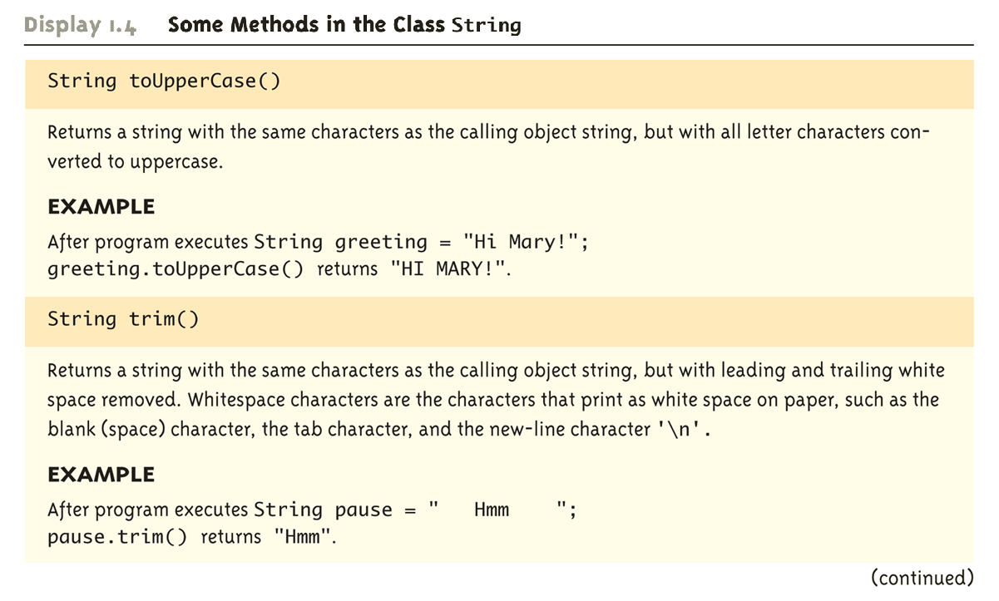 Display 1.4 Some Methods in the Class String
String toUpperCase()
Returns a string with the same characters as the calling object string, but with all letter characters con-
verted to uppercase.
EXAMPLE
After program executes String greeting = "Hi Mary!";
greeting.toUpperCase() returns "HI MARY!".
String trim()
Returns a string with the same characters as the calling object string, but with leading and trailing white
space removed. Whitespace characters are the characters that print as white space on paper, such as the
blank (space) character, the tab character, and the new-line character '\n'.
EXAMPLE
After program executes String pause = "   Hmm    ";
pause.trim() returns "Hmm".
(continued)